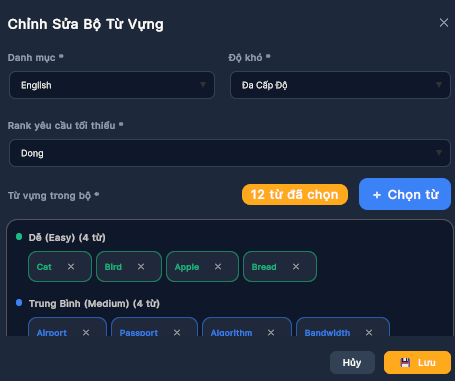 Chỉnh Sửa Bộ Từ Vựng
Danh mục *
Độ khó *
English
Đa Cấp Độ
Rank yêu cầu tối thiểu *
Dong
Từ vựng trong bộ *
12 từ đã chọn
+ Chọn từ
Dễ (Easy) (4 từ)
Cat ×
Bird ×
Apple ×
Bread ×
Trung Bình (Medium) (4 từ)
Airport ×
Passport ×
Algorithm ×
Bandwidth ×
Hủy
Lưu